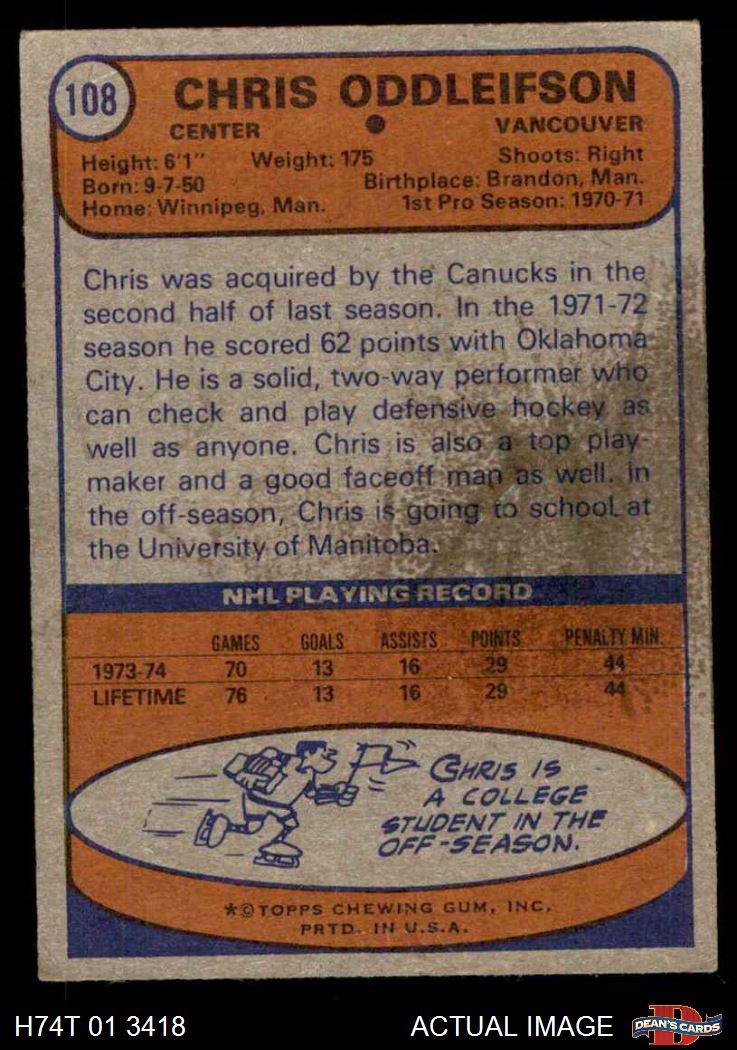 108
CHRIS ODDLEIFSON
CENTER VANCOUVER
Height: 6'1" Weight: 175 Shoots: Right
Born: 9-7-50 Birthplace: Brandon, Man.
Home: Winnipeg, Man. 1st Pro Season: 1970-71
Chris was acquired by the Canucks in the
second half of last season. In the 1971-72
season he scored 62 points with Oklahoma
City. He is a solid, two-way performer who
can check and play defensive hockey as
well as anyone. Chris is also a top play-
maker and a good faceoff man as well. In
the off-season, Chris is going to school at
the University of Manitoba.
NHL PLAYING RECORD
GAMES GOALS ASSISTS POINTS PENALTY MIN.
1973-74 70 13 16 29 44
LIFETIME 76 13 16 29 44
CHRIS IS
A COLLEGE
STUDENT IN THE
OFF-SEASON.
*©TOPPS CHEWING GUM, INC.
PRTD. IN U.S.A.
H74T 01 3418 ACTUAL IMAGE D DEAN'S CARDS